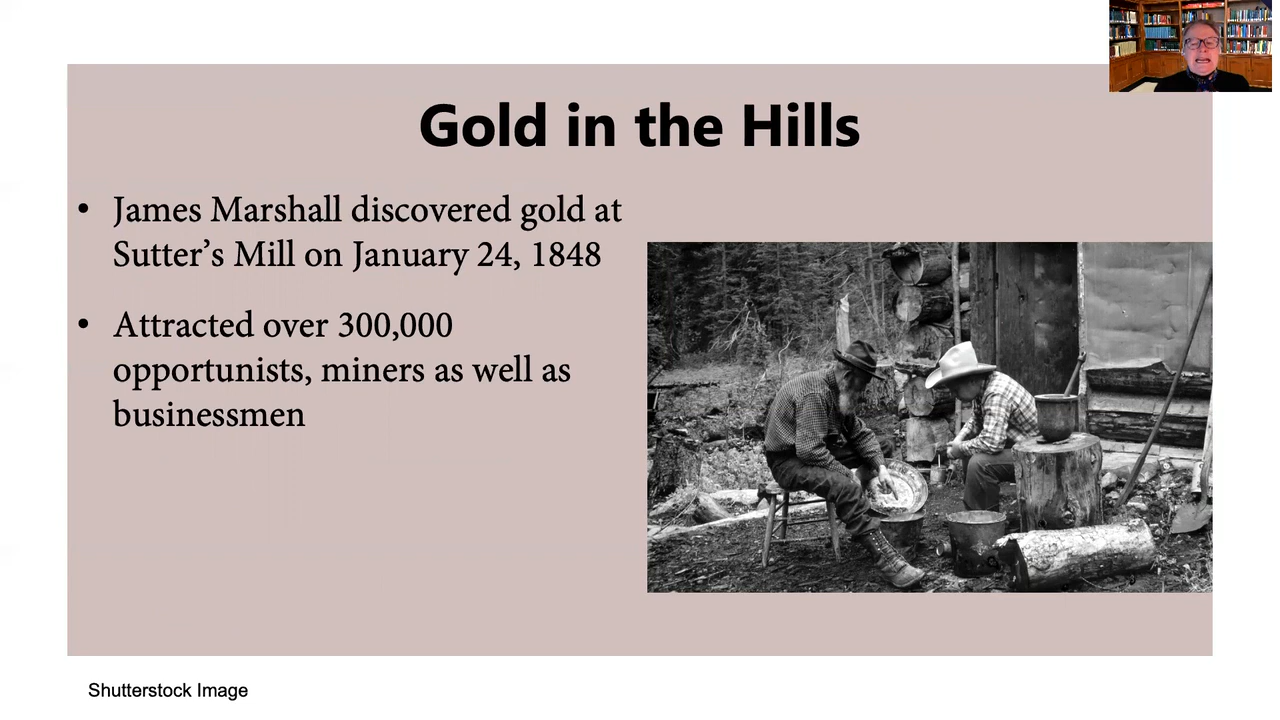 Gold in the Hills
• James Marshall discovered gold at
Sutter’s Mill on January 24, 1848
• Attracted over 300,000
opportunists, miners as well as
businessmen
Shutterstock Image